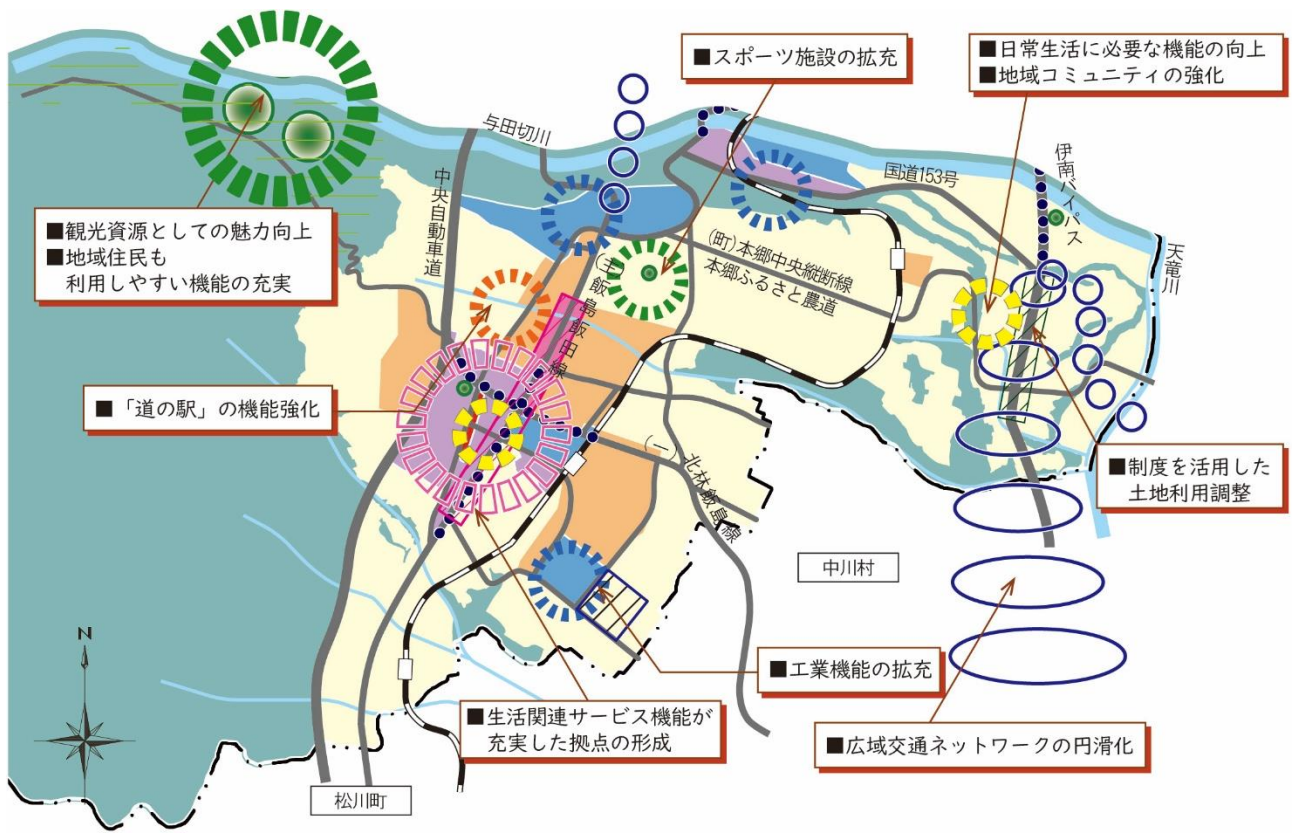 ■スポーツ施設の拡充
■日常生活に必要な機能の向上
■地域コミュニティの強化
与田切川
国道153号
伊南バイパス
天竜川
中央自動車道
■観光資源としての魅力向上
■地域住民も
利用しやすい機能の充実
(町)本郷中央縦断線
本郷ふるさと農道
(主)飯島飯田線
■「道の駅」の機能強化
(一)北林飯島線
■制度を活用した
土地利用調整
中川村
N
■工業機能の拡充
■生活関連サービス機能が
充実した拠点の形成
■広域交通ネットワークの円滑化
松川町